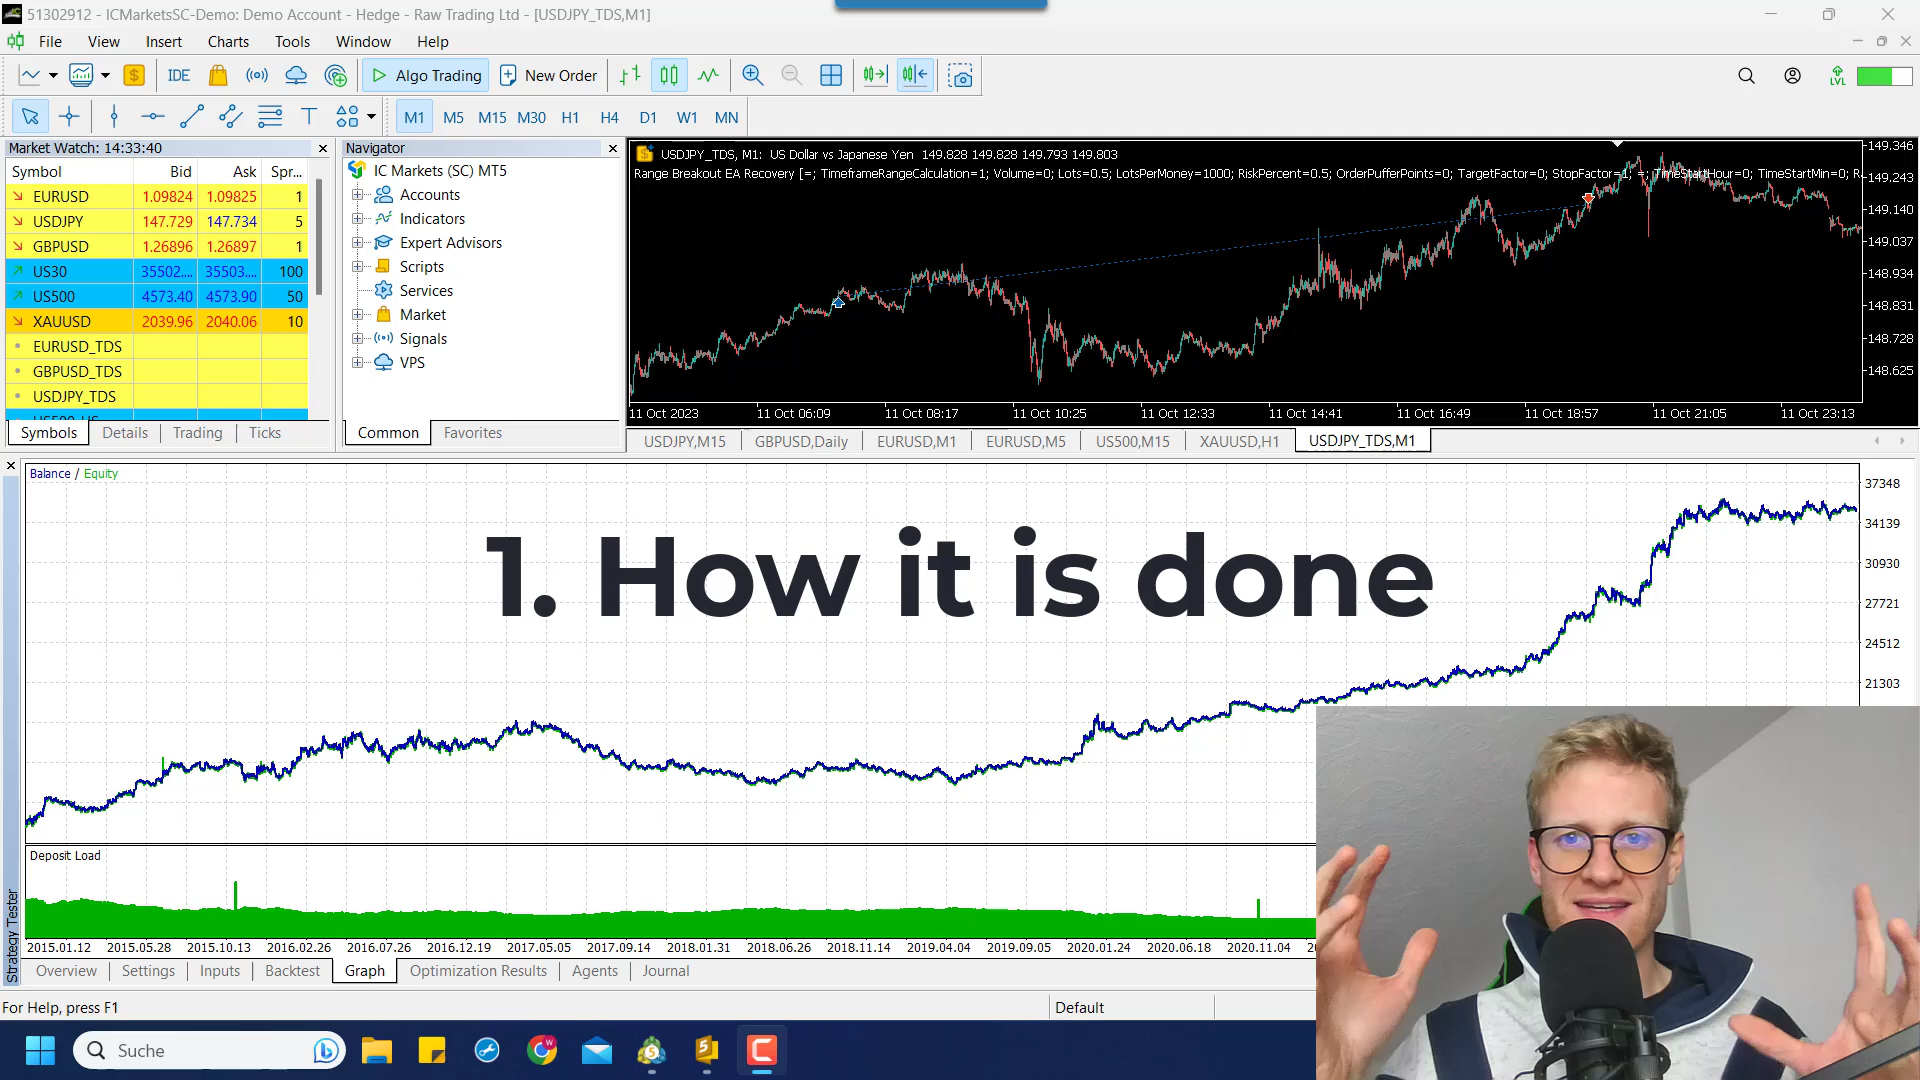 51302912 - ICMarketsSC-Demo: Demo Account - Hedge - Raw Trading Ltd - [USDJPY_TDS,M1]
File View Insert Charts Tools Window Help
IDE Algo Trading New Order
LVL
M1 M5 M15 M30 H1 H4 D1 W1 MN
Market Watch: 14:33:40
Symbol Bid Ask Spr...
EURUSD 1.09824 1.09825 1
USDJPY 147.729 147.734 5
GBPUSD 1.26896 1.26897 1
US30 35502.... 35503.... 100
US500 4573.40 4573.90 50
XAUUSD 2039.96 2040.06 10
EURUSD_TDS
GBPUSD_TDS
USDJPY_TDS
Symbols Details Trading Ticks
Navigator
IC Markets (SC) MT5
Accounts
Indicators
Expert Advisors
Scripts
Services
Market
Signals
VPS
Common Favorites
USDJPY_TDS, M1: US Dollar vs Japanese Yen 149.828 149.828 149.793 149.803
Range Breakout EA Recovery [=; TimeframeRangeCalculation=1; Volume=0; Lots=0.5; LotsPerMoney=1000; RiskPercent=0.5; OrderPufferPoints=0; TargetFactor=0; StopFactor=1; =; TimeStartHour=0; TimeStartMin=0; R
149.346
149.243
149.140
149.037
148.934
148.831
148.728
148.625
11 Oct 2023 11 Oct 06:09 11 Oct 08:17 11 Oct 10:25 11 Oct 12:33 11 Oct 14:41 11 Oct 16:49 11 Oct 18:57 11 Oct 21:05 11 Oct 23:13
USDJPY,M15 GBPUSD,Daily EURUSD,M1 EURUSD,M5 US500,M15 XAUUSD,H1 USDJPY_TDS,M1
Balance / Equity
37348
34139
30930
27721
24512
21303
1. How it is done
Deposit Load
2015.01.12 2015.05.28 2015.10.13 2016.02.26 2016.07.26 2016.12.19 2017.05.05 2017.09.14 2018.01.31 2018.06.26 2018.11.14 2019.04.04 2019.09.05 2020.01.24 2020.06.18 2020.11.04
Strategy Tester
Overview Settings Inputs Backtest Graph Optimization Results Agents Journal
For Help, press F1
Default
Suche